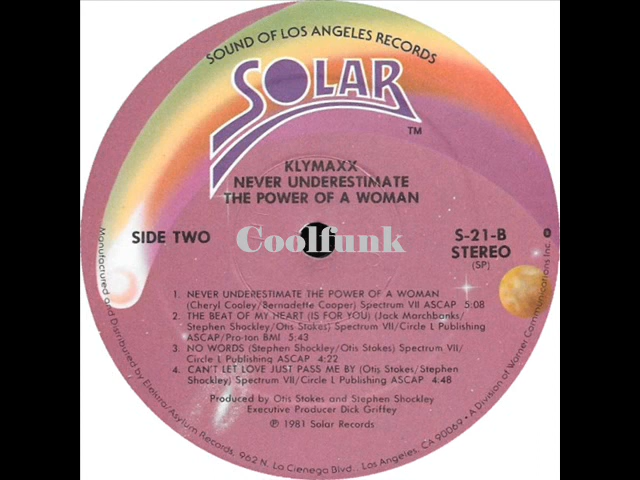 SOUND OF LOS ANGELES RECORDS
SOLAR
TM
KLYMAXX
NEVER UNDERESTIMATE
THE POWER OF A WOMAN
SIDE TWO
Coolfunk
S-21-B
STEREO
(SP)
1. NEVER UNDERESTIMATE THE POWER OF A WOMAN
(Cheryl Cooley/Bernadette Cooper) Spectrum VII ASCAP 5:08
2. THE BEAT OF MY HEART (IS FOR YOU) (Jack Marchbanks/
Stephen Shockley/Otis Stokes) Spectrum VII/Circle L Publishing
ASCAP/Pro-ton BMI 5:43
3. NO WORDS (Stephen Shockley/Otis Stokes) Spectrum VII/
Circle L Publishing ASCAP 4:22
4. CAN'T LET LOVE JUST PASS ME BY (Otis Stokes/Stephen
Shockley) Spectrum VII/Circle L Publishing ASCAP 4:48
Produced by Otis Stokes and Stephen Shockley
Executive Producer Dick Griffey
℗ 1981 Solar Records
Manufactured and Distributed by Elektra/Asylum Records, 962 N. La Cienega Blvd., Los Angeles, CA 90069 • A Division of Warner Communications Inc.
0